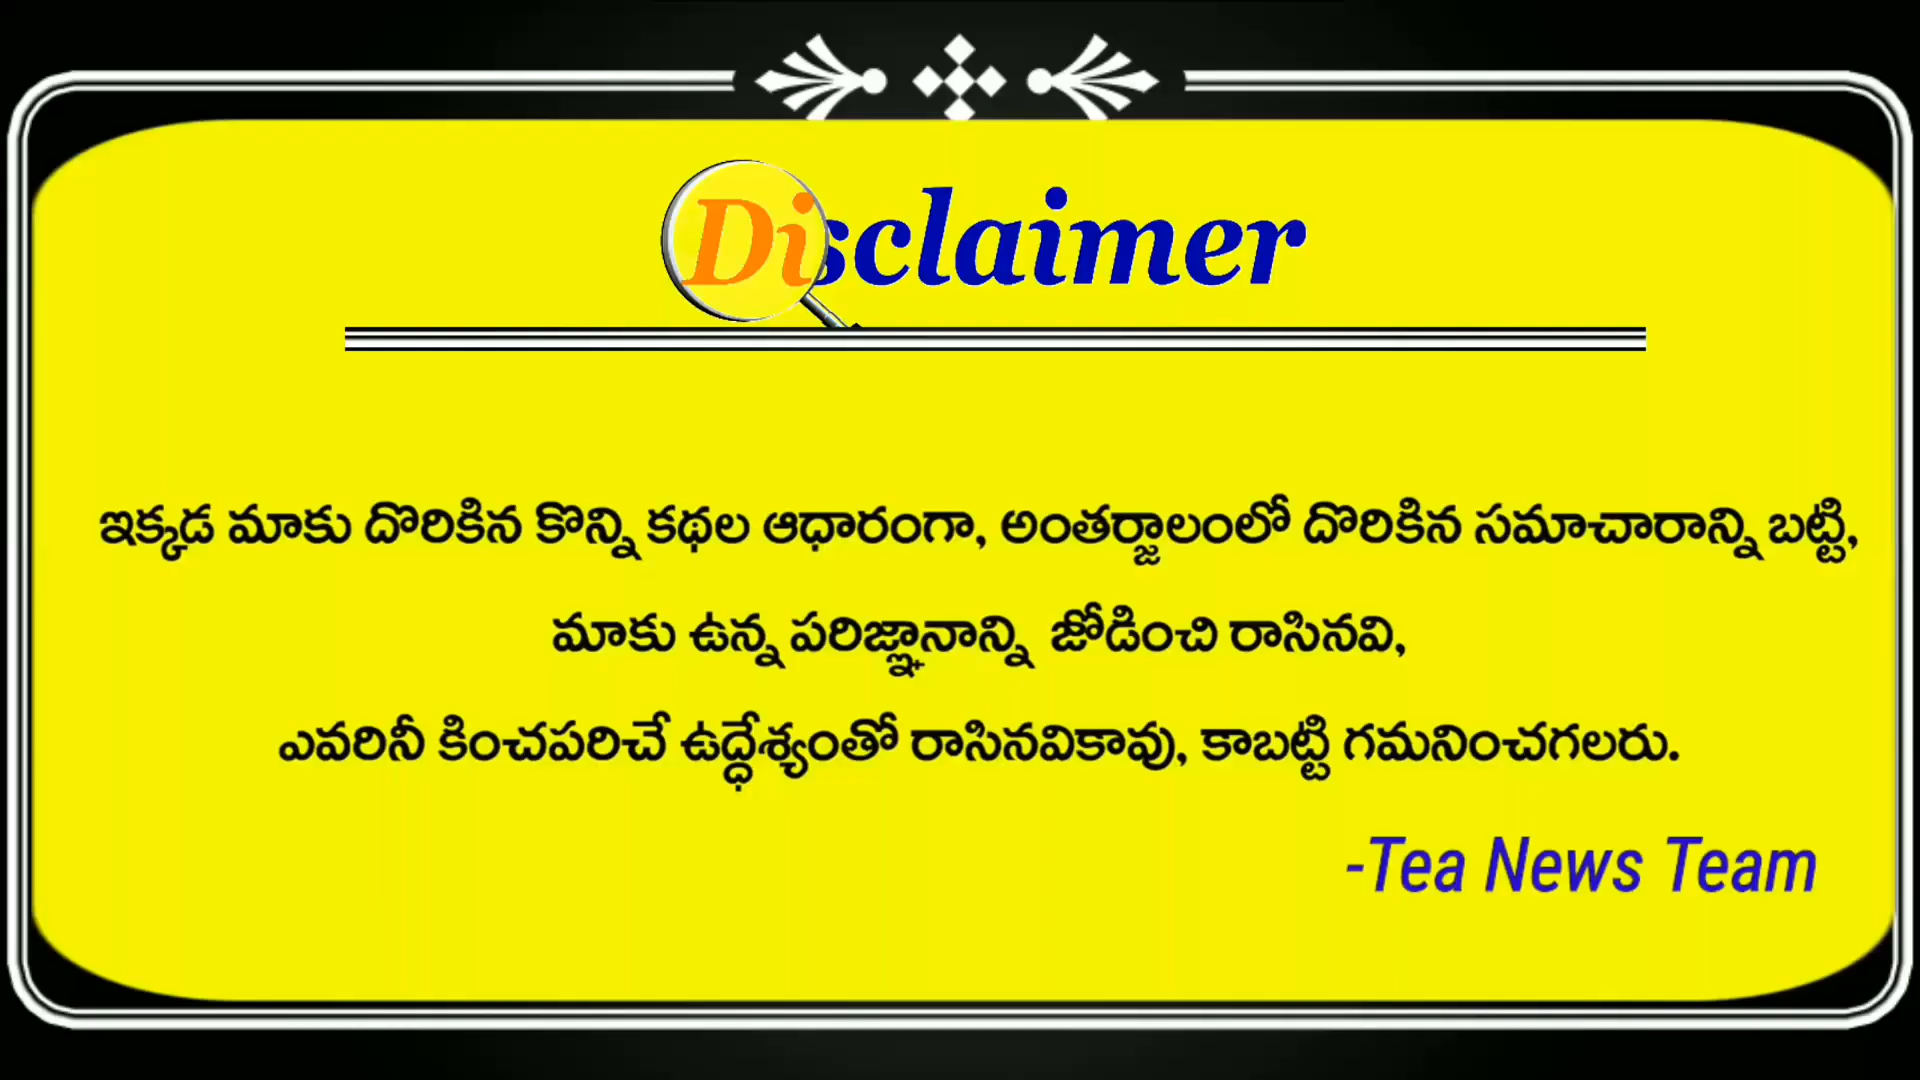 Disclaimer
ఇక్కడ మాకు దొరికిన కొన్ని కథల ఆధారంగా, అంతర్జాలంలో దొరికిన సమాచారాన్ని బట్టి,
మాకు ఉన్న పరిజ్ఞానాన్ని జోడించి రాసినవి,
ఎవరినీ కించపరిచే ఉద్ధేశ్యంతో రాసినవికావు, కాబట్టి గమనించగలరు.
-Tea News Team